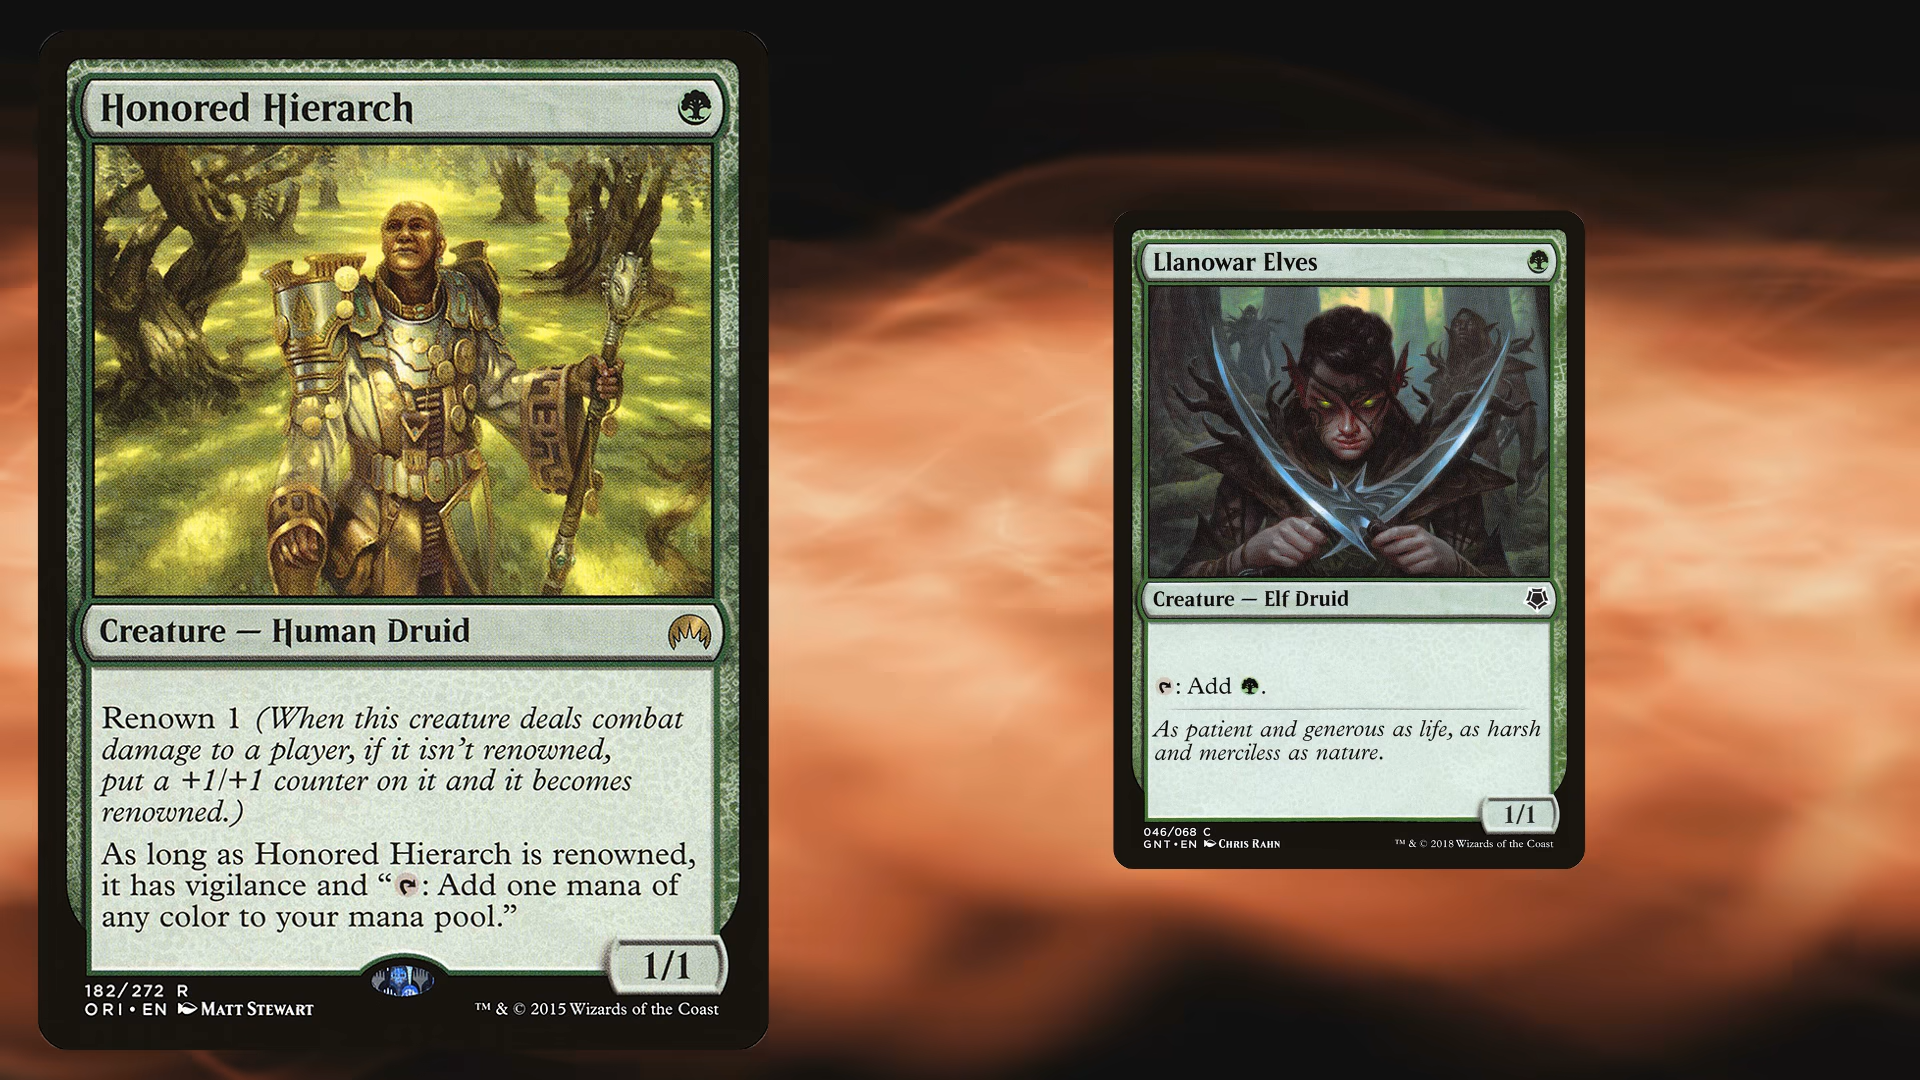 Honored Hierarch
Creature — Human Druid
Renown 1 (When this creature deals combat
damage to a player, if it isn't renowned,
put a +1/+1 counter on it and it becomes
renowned.)
As long as Honored Hierarch is renowned,
it has vigilance and “: Add one mana of
any color to your mana pool.”
1/1
182/272 R
ORI • EN Matt Stewart
™ & © 2015 Wizards of the Coast
Llanowar Elves
Creature — Elf Druid
: Add .
As patient and generous as life, as harsh
and merciless as nature.
1/1
046/068 C
GNT • EN Chris Rahn
™ & © 2018 Wizards of the Coast